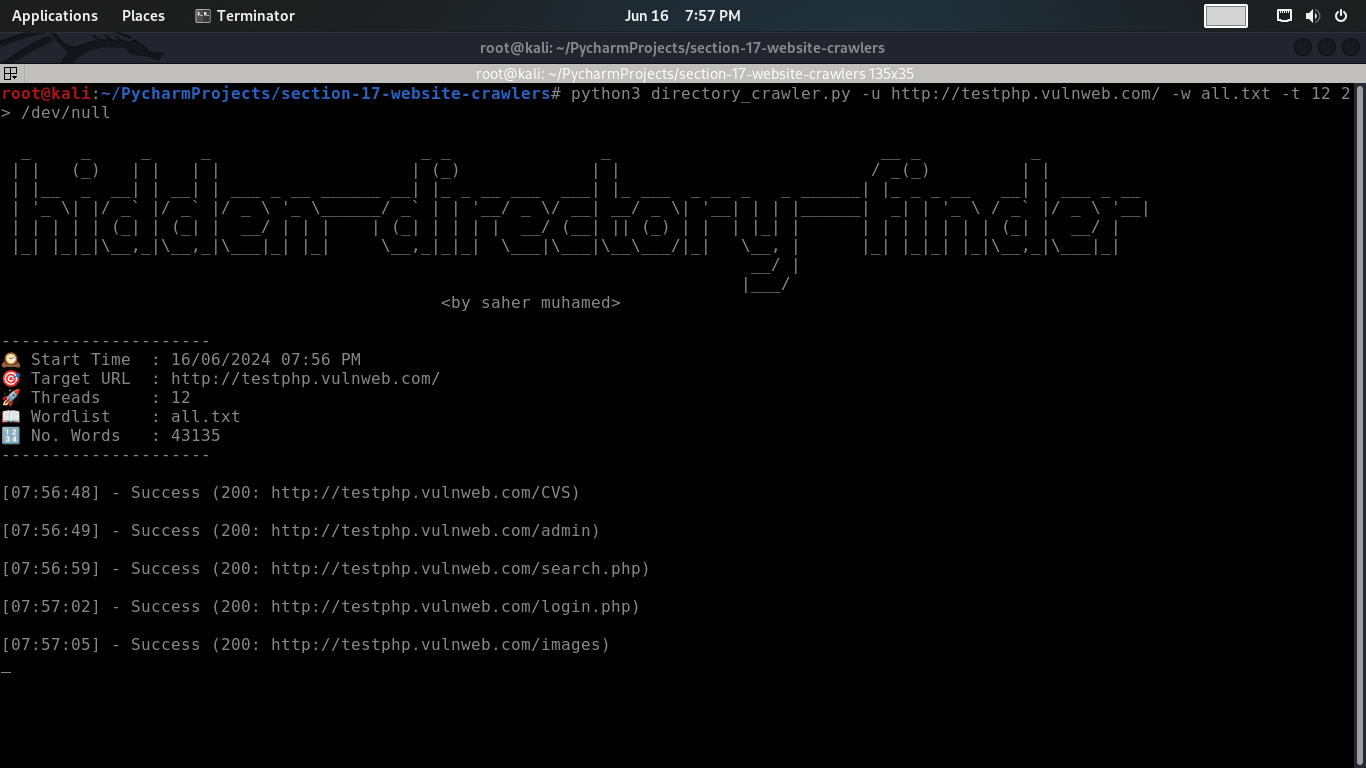 Applications Places Terminator Jun 16 7:57 PM
root@kali: ~/PycharmProjects/section-17-website-crawlers
root@kali: ~/PycharmProjects/section-17-website-crawlers 135x35
root@kali:~/PycharmProjects/section-17-website-crawlers# python3 directory_crawler.py -u http://testphp.vulnweb.com/ -w all.txt -t 12 2
> /dev/null
hidden-directory-finder
<by saher muhamed>
---------------------
🕰️ Start Time  : 16/06/2024 07:56 PM
🎯 Target URL  : http://testphp.vulnweb.com/
🚀 Threads     : 12
📖 Wordlist    : all.txt
🔢 No. Words   : 43135
---------------------
[07:56:48] - Success (200: http://testphp.vulnweb.com/CVS)
[07:56:49] - Success (200: http://testphp.vulnweb.com/admin)
[07:56:59] - Success (200: http://testphp.vulnweb.com/search.php)
[07:57:02] - Success (200: http://testphp.vulnweb.com/login.php)
[07:57:05] - Success (200: http://testphp.vulnweb.com/images)